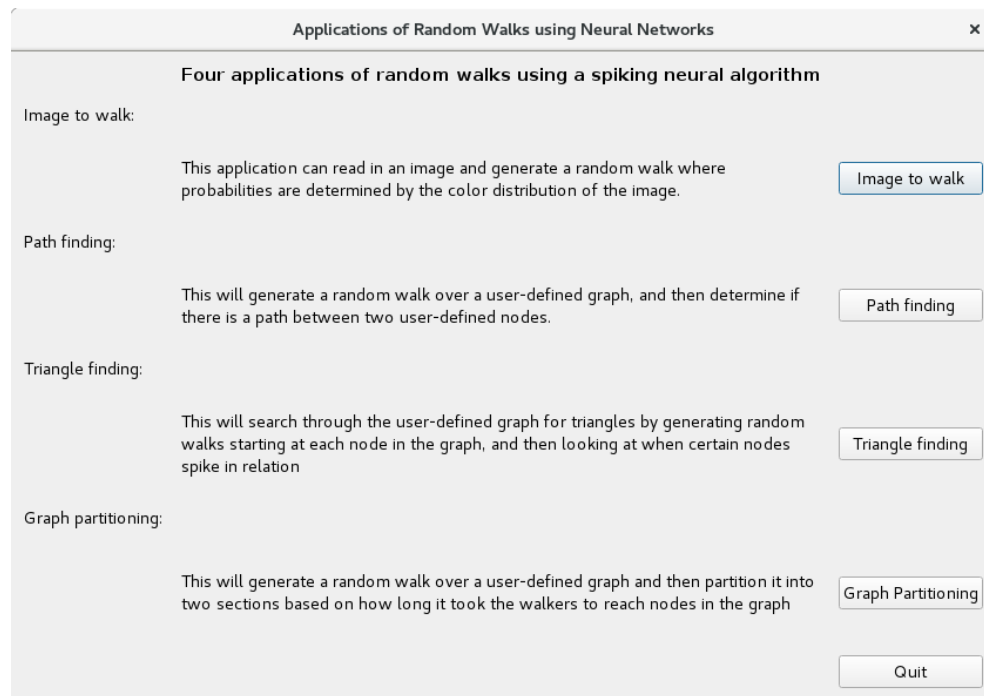 Applications of Random Walks using Neural Networks ×
Four applications of random walks using a spiking neural algorithm
Image to walk:
This application can read in an image and generate a random walk where
probabilities are determined by the color distribution of the image.
Image to walk
Path finding:
This will generate a random walk over a user-defined graph, and then determine if
there is a path between two user-defined nodes.
Path finding
Triangle finding:
This will search through the user-defined graph for triangles by generating random
walks starting at each node in the graph, and then looking at when certain nodes
spike in relation
Triangle finding
Graph partitioning:
This will generate a random walk over a user-defined graph and then partition it into
two sections based on how long it took the walkers to reach nodes in the graph
Graph Partitioning
Quit